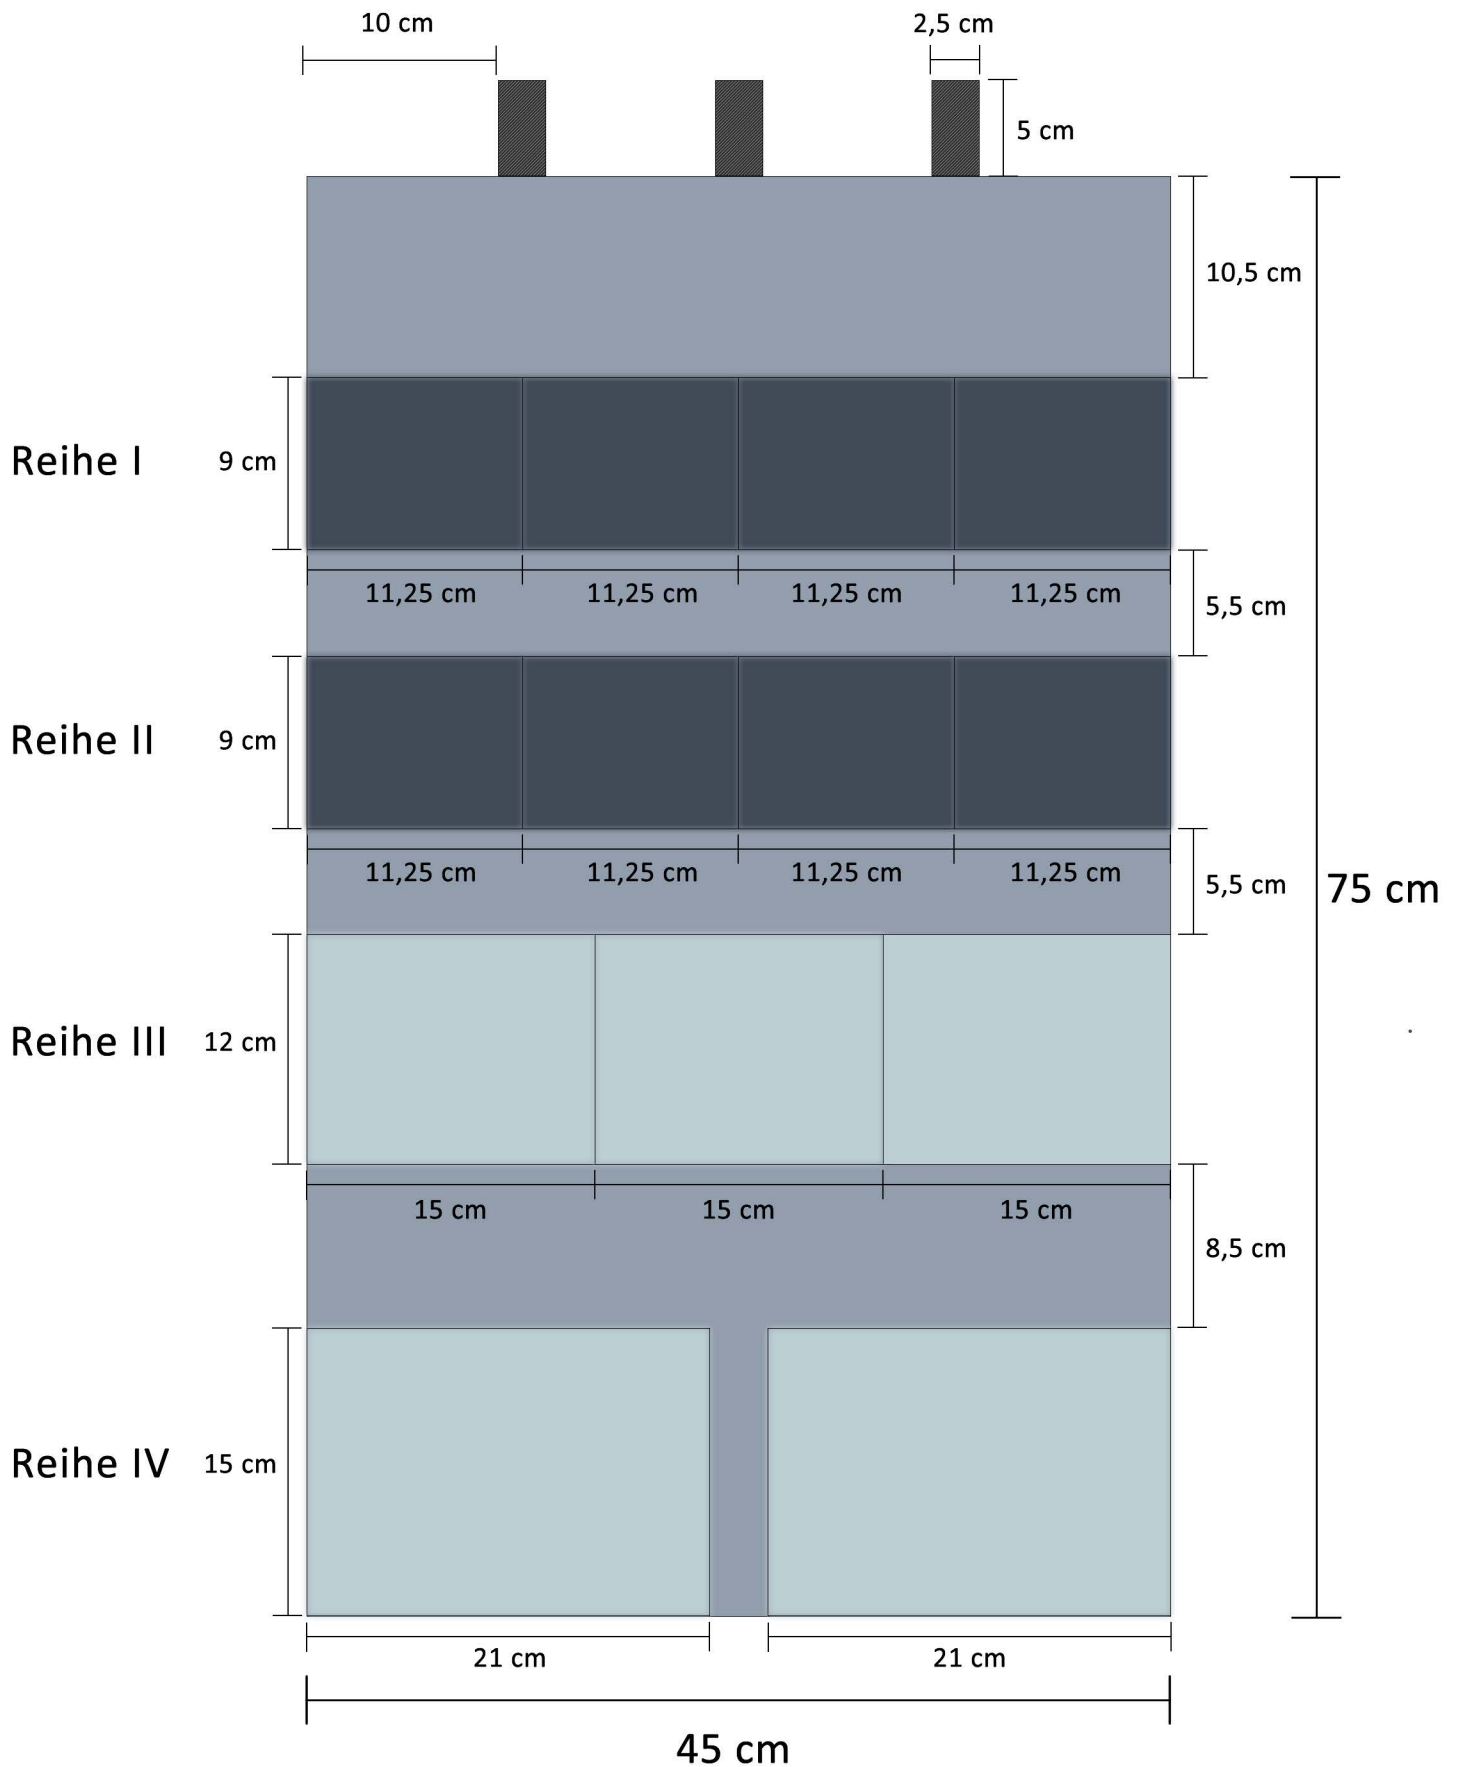 10 cm
2,5 cm
5 cm
10,5 cm
Reihe I
9 cm
11,25 cm
11,25 cm
11,25 cm
11,25 cm
5,5 cm
Reihe II
9 cm
11,25 cm
11,25 cm
11,25 cm
11,25 cm
5,5 cm
75 cm
Reihe III
12 cm
15 cm
15 cm
15 cm
8,5 cm
Reihe IV
15 cm
21 cm
21 cm
45 cm